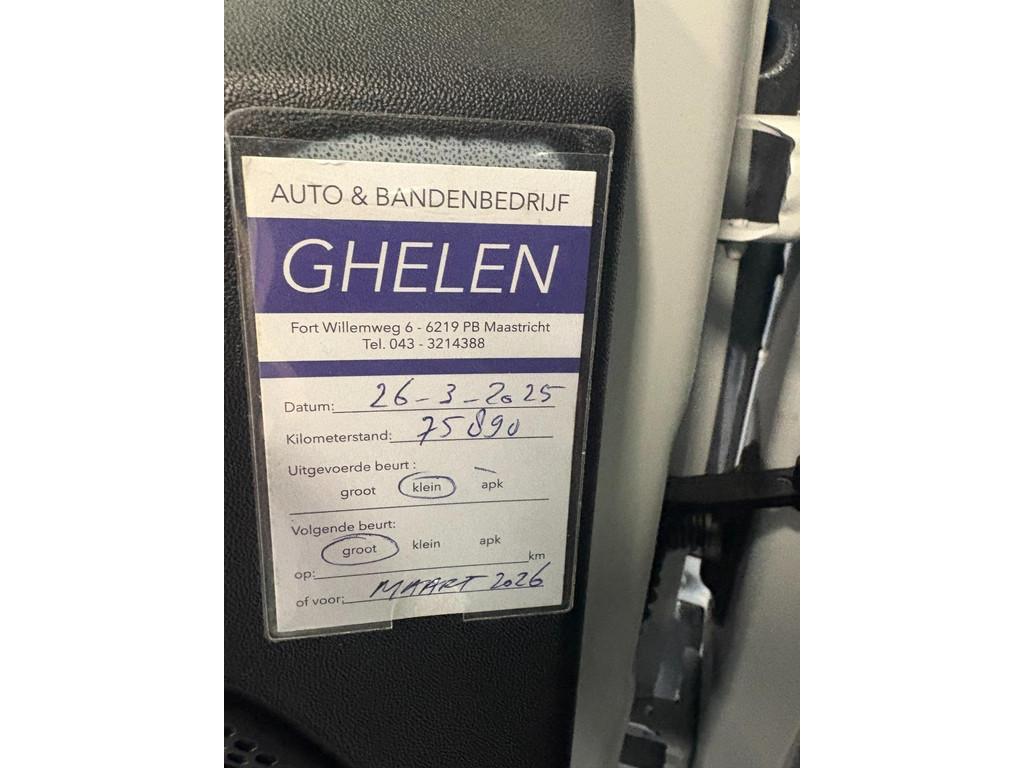 AUTO & BANDENBEDRIJF
GHELEN
Fort Willemweg 6 - 6219 PB Maastricht
Tel. 043 - 3214388
Datum: 26-3-2025
Kilometerstand: 75890
Uitgevoerde beurt :
groot klein apk
Volgende beurt:
groot klein apk
op: km
of voor: MAART 2026